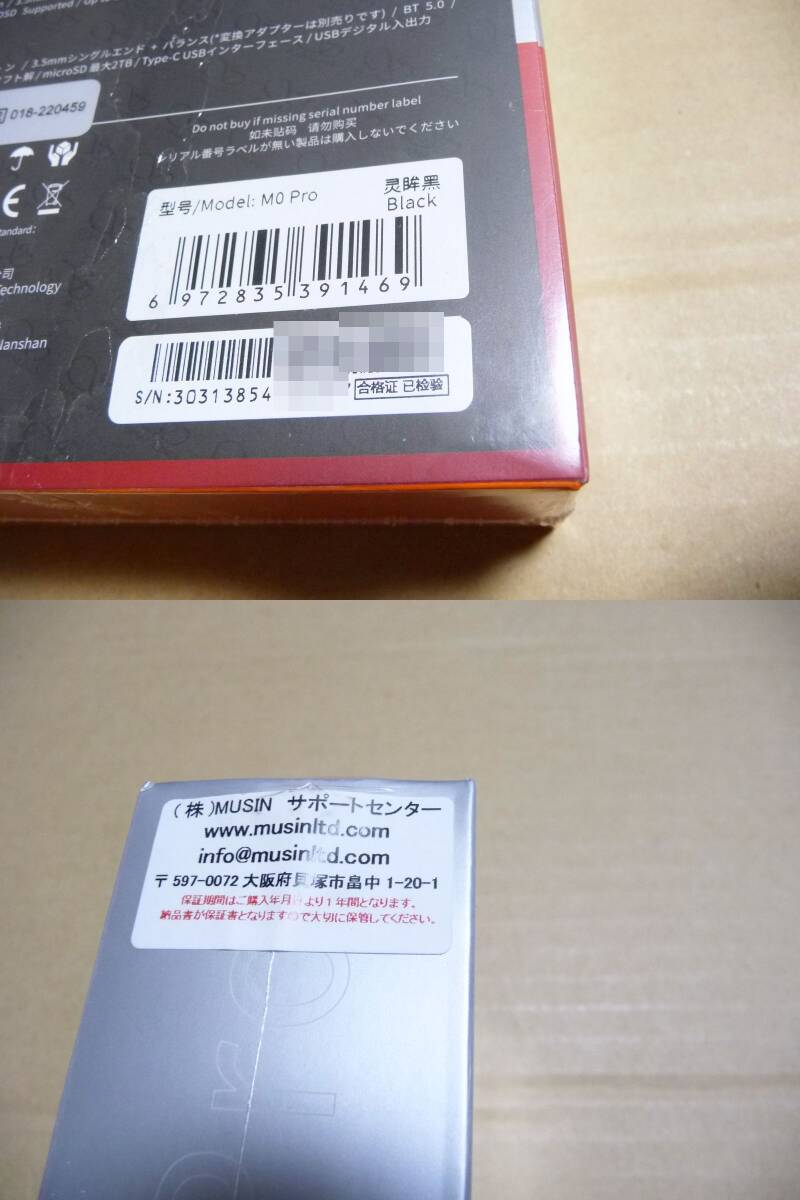 SD Supported / Up to
ン / 3.5mmシングルエンド + バランス(*変換アダプターは別売りです) / BT 5.0 /
フト解 / microSD 最大2TB / Type-C USBインターフェース / USBデジタル入出力
018-220459
Do not buy if missing serial number label
如未贴码 请勿购买
シリアル番号ラベルが無い製品は購入しないでください
CE
Standard:
型号/Model: M0 Pro
灵眸黑
Black
公司
Technology
Nanshan
6 972835 391469
S/N:30313854
合格证 已检验
(株)MUSIN サポートセンター
www.musinltd.com
info@musinltd.com
〒597-0072 大阪府貝塚市畠中 1-20-1
保証期間はご購入年月日より1年間となります。
納品書が保証書となりますので大切に保管してください。
Pro